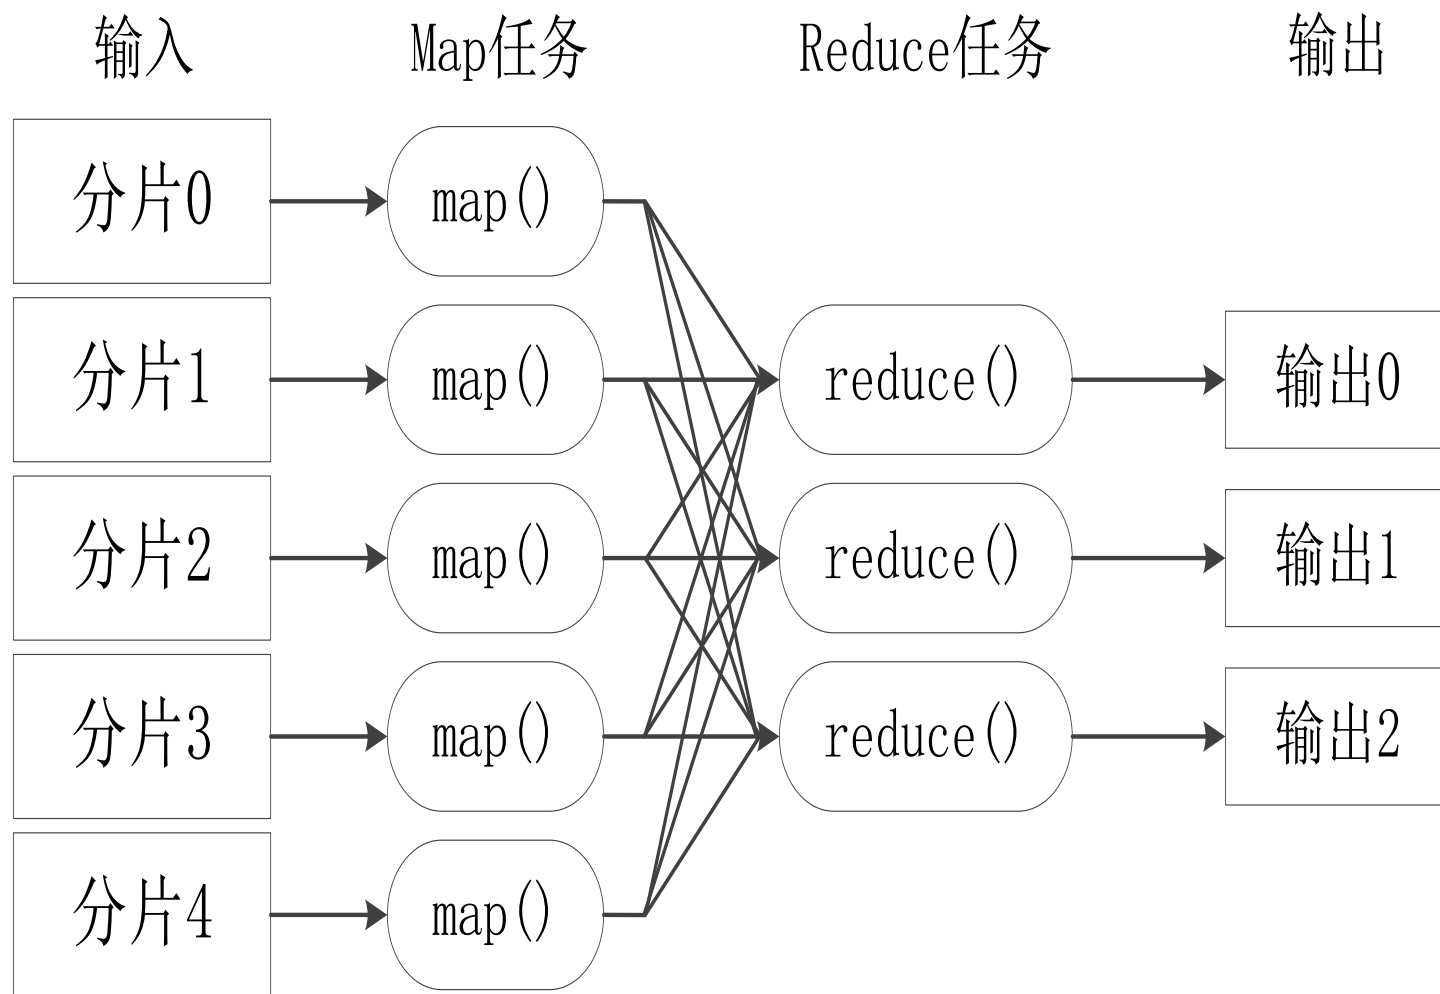 输入 Map任务 Reduce任务 输出
分片0 map()
分片1 map() reduce() 输出0
分片2 map() reduce() 输出1
分片3 map() reduce() 输出2
分片4 map()